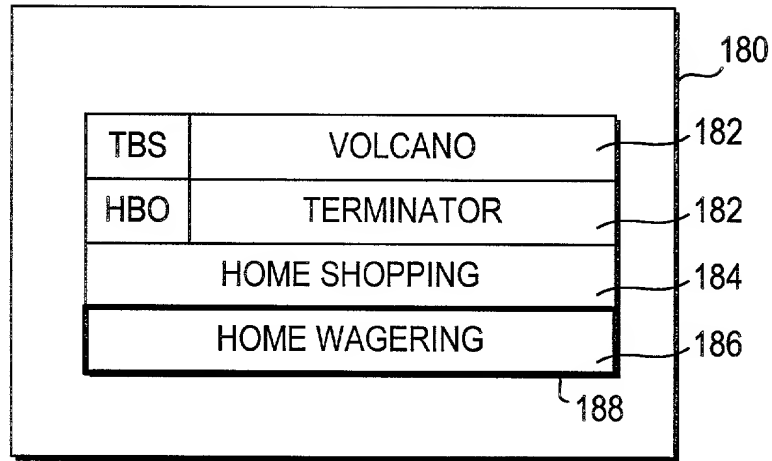 180
TBS VOLCANO 182
HBO TERMINATOR 182
HOME SHOPPING 184
HOME WAGERING 186
188